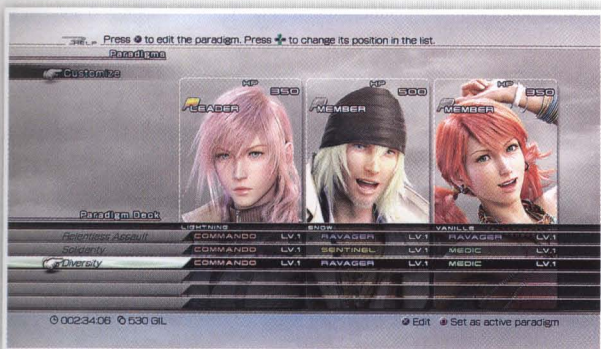 HELP Press to edit the paradigm. Press to change its position in the list.
Paradigms
Customize
HP 350
LEADER
HP 500
MEMBER
HP 350
MEMBER
Paradigm Deck
LIGHTNING SNOW VANILLE
Relentless Assault COMMANDO LV.1 RAVAGER LV.1 RAVAGER LV.1
Solidarity COMMANDO LV.1 SENTINEL LV.1 MEDIC LV.1
Diversity COMMANDO LV.1 RAVAGER LV.1 MEDIC LV.1
002:34:06 530 GIL
Edit Set as active paradigm